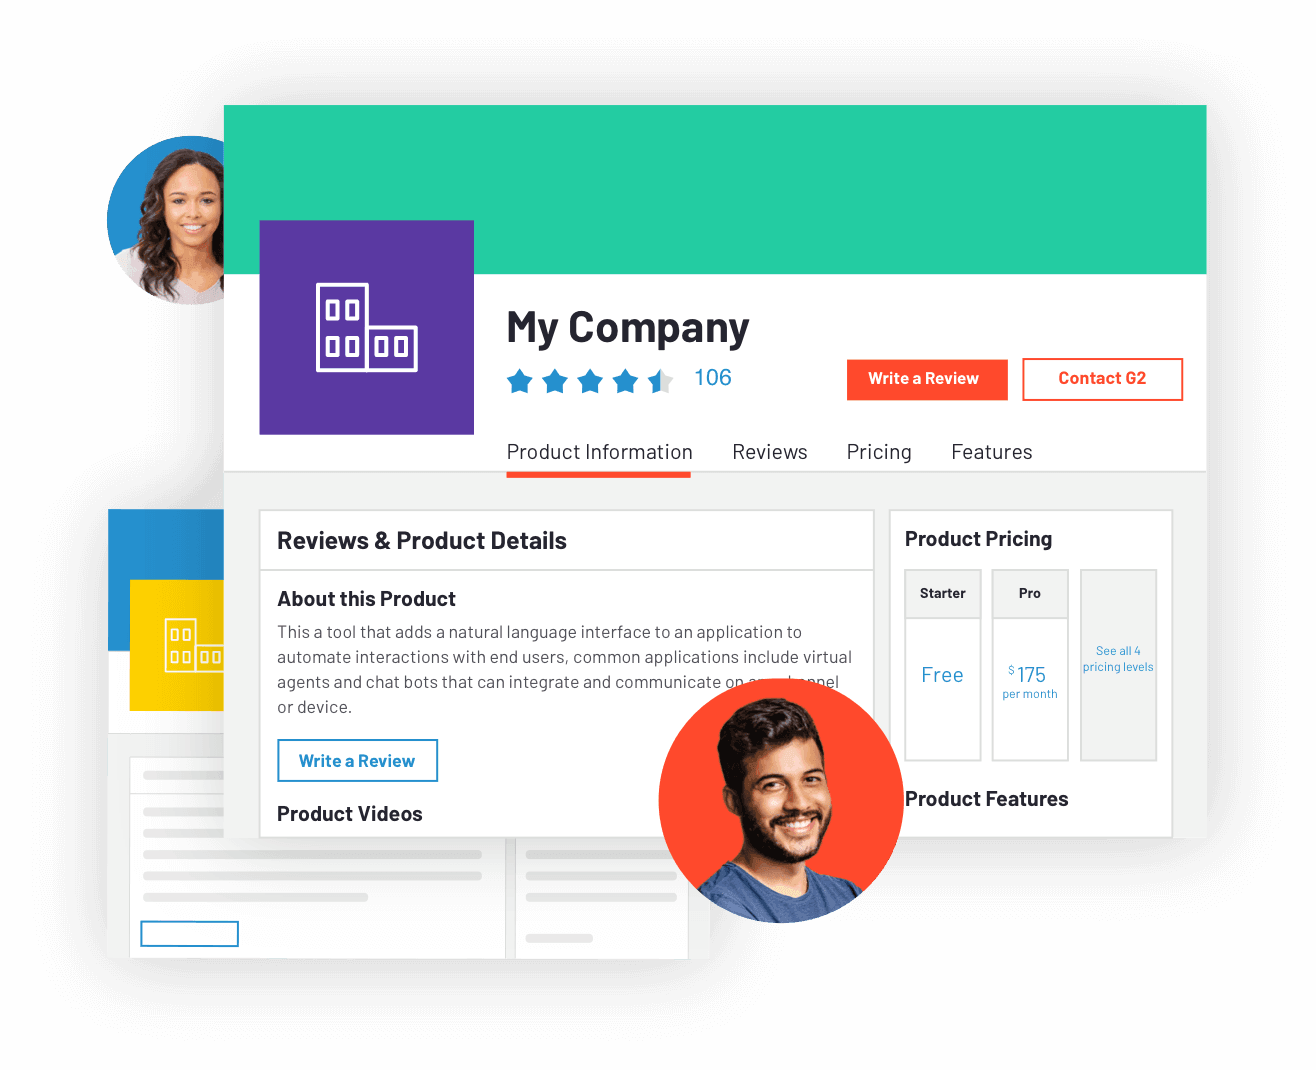 My Company
106
Write a Review
Contact G2
Product Information
Reviews
Pricing
Features
Reviews & Product Details
About this Product
This a tool that adds a natural language interface to an application to
automate interactions with end users, common applications include virtual
agents and chat bots that can integrate and communicate on
or device.
Write a Review
Product Videos
Product Pricing
Starter
Free
Pro
$175
per month
See all 4
pricing levels
Product Features